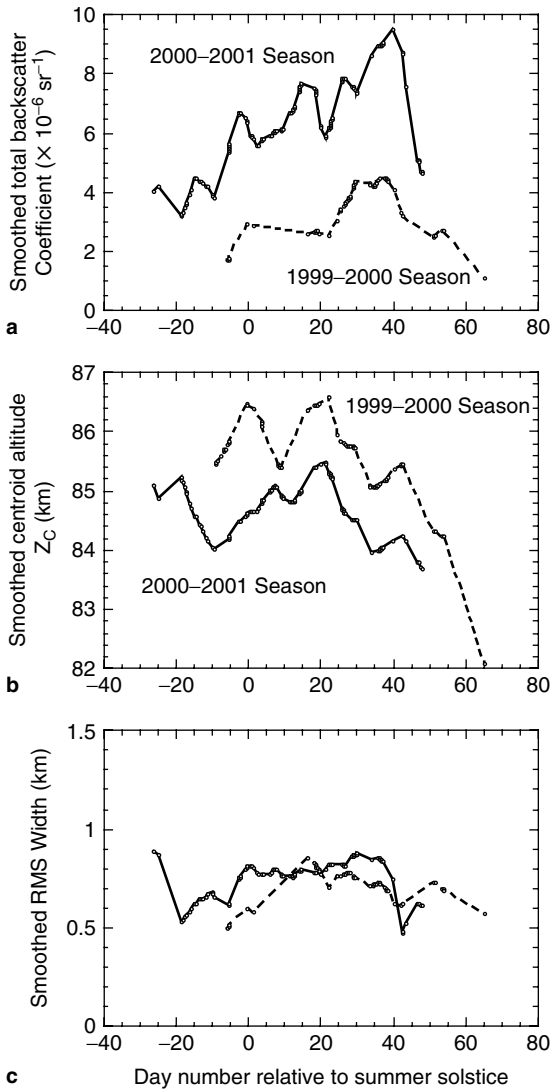 10
8
6
4
2
0
Smoothed total backscatter
Coefficient (× 10⁻⁶ sr⁻¹)
2000–2001 Season
1999–2000 Season
a
–40 –20 0 20 40 60 80
87
86
85
84
83
82
Smoothed centroid altitude
Z_C (km)
1999–2000 Season
2000–2001 Season
b
–40 –20 0 20 40 60 80
1.5
1
0.5
0
Smoothed RMS Width (km)
–40 –20 0 20 40 60 80
c
Day number relative to summer solstice